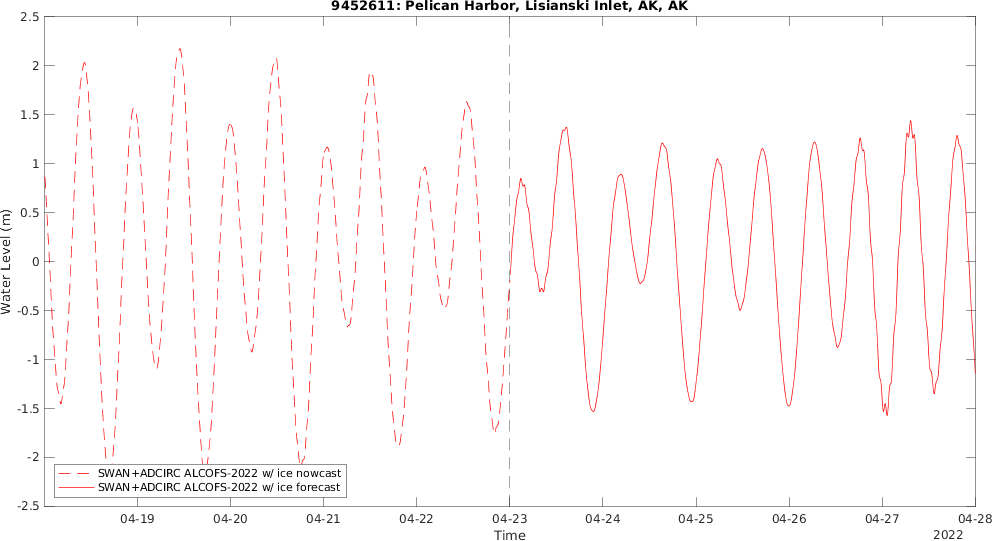 9452611: Pelican Harbor, Lisianski Inlet, AK, AK
2.5
2
1.5
1
0.5
0
-0.5
-1
-1.5
-2
-2.5
Water Level (m)
SWAN+ADCIRC ALCOFS-2022 w/ ice nowcast
SWAN+ADCIRC ALCOFS-2022 w/ ice forecast
04-19 04-20 04-21 04-22 04-23 04-24 04-25 04-26 04-27 04-28
Time
2022